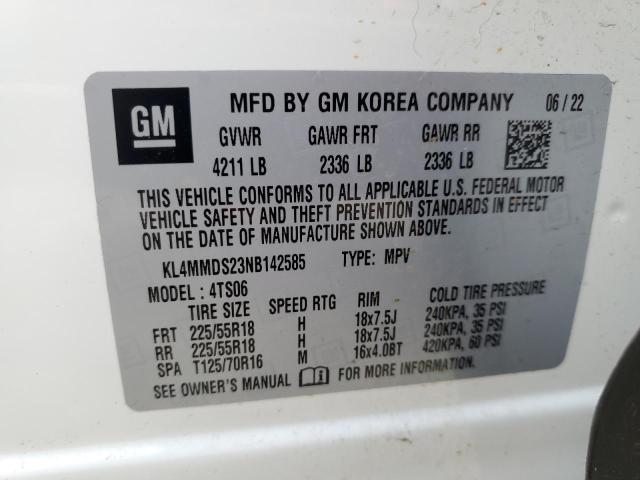 GM
MFD BY GM KOREA COMPANY 06 / 22
GVWR GAWR FRT GAWR RR
4211 LB 2336 LB 2336 LB
THIS VEHICLE CONFORMS TO ALL APPLICABLE U.S. FEDERAL MOTOR
VEHICLE SAFETY AND THEFT PREVENTION STANDARDS IN EFFECT
ON THE DATE OF MANUFACTURE SHOWN ABOVE.
KL4MMDS23NB142585 TYPE: MPV
MODEL : 4TS06
TIRE SIZE SPEED RTG RIM COLD TIRE PRESSURE
FRT 225/55R18 H 18x7.5J 240KPA, 35 PSI
RR 225/55R18 H 18x7.5J 240KPA, 35 PSI
SPA T125/70R16 M 16x4.08T 420KPA, 60 PSI
SEE OWNER'S MANUAL FOR MORE INFORMATION.